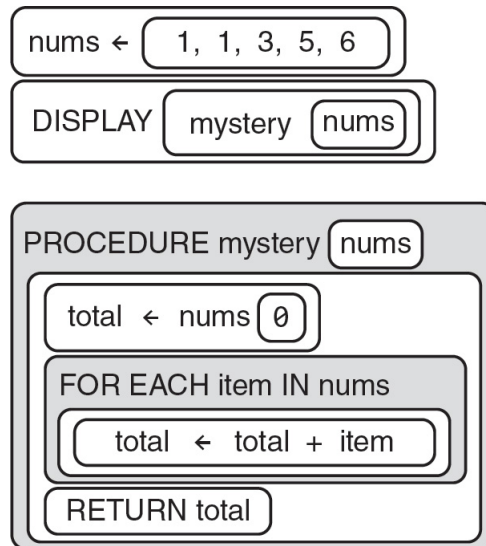 nums ← 1, 1, 3, 5, 6
DISPLAY mystery nums
PROCEDURE mystery nums
total ← nums 0
FOR EACH item IN nums
total ← total + item
RETURN total